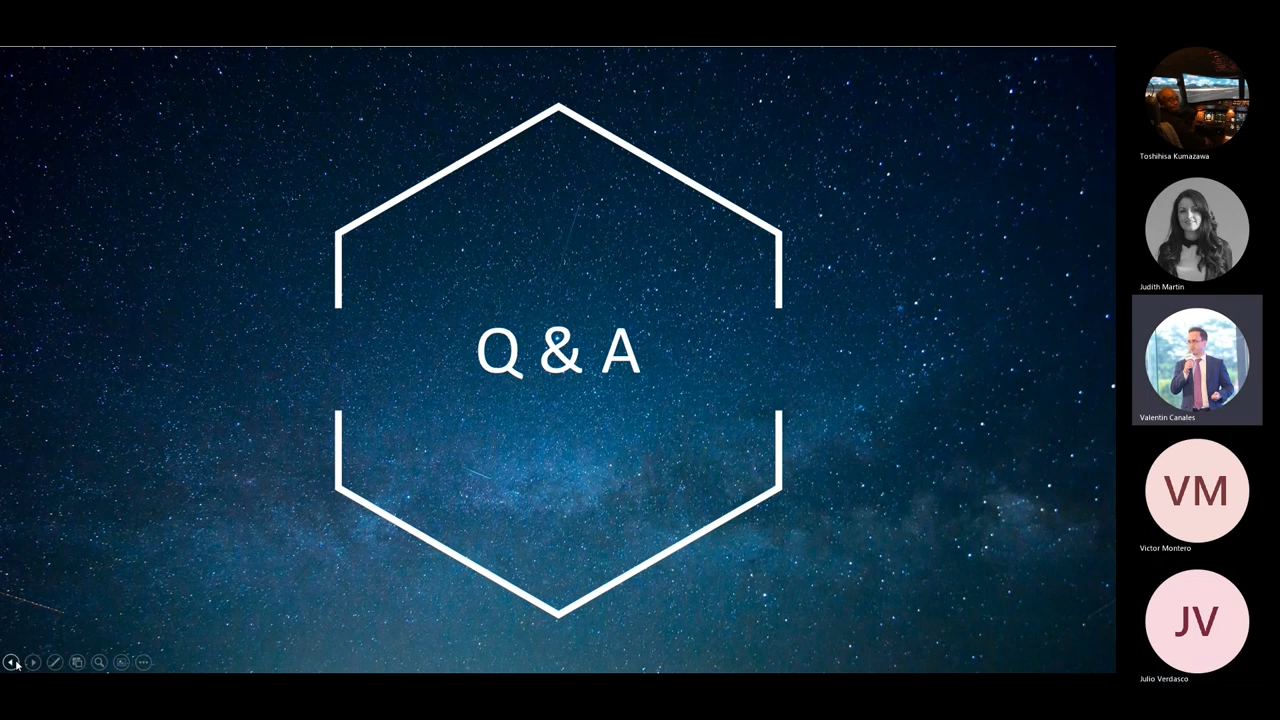 Q & A
Toshihisa Kumazawa
Judith Martin
Valentin Canales
VM
Victor Montero
JV
Julio Verdasco